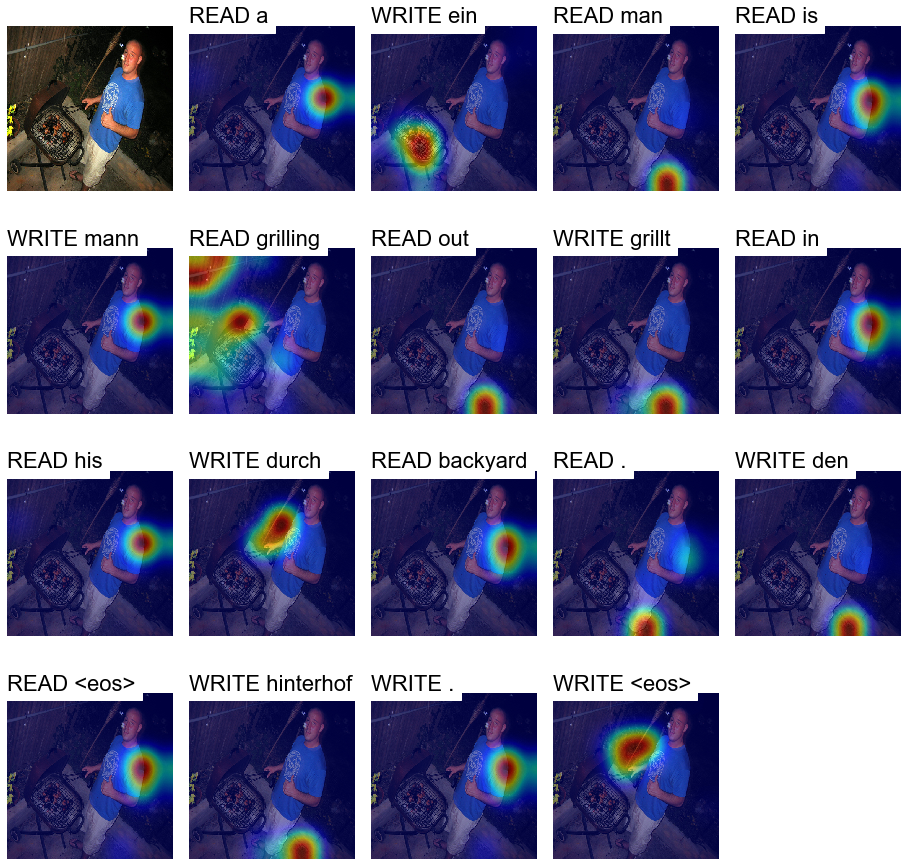 READ a
WRITE ein
READ man
READ is
WRITE mann
READ grilling
READ out
WRITE grillt
READ in
READ his
WRITE durch
READ backyard
READ .
WRITE den
READ <eos>
WRITE hinterhof
WRITE .
WRITE <eos>